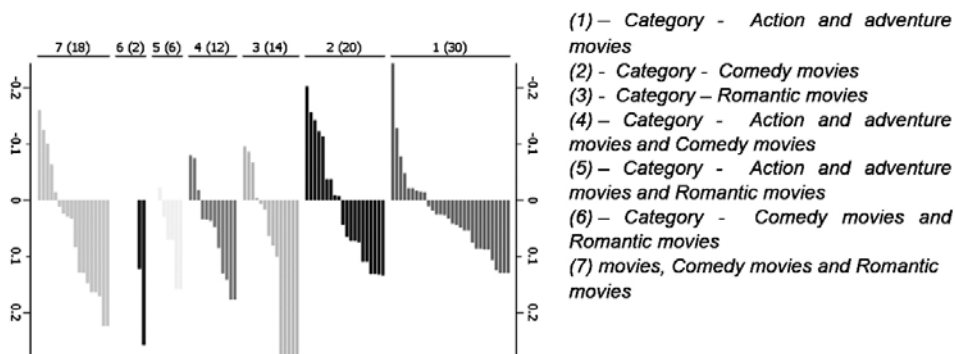 7 (18) 6 (2) 5 (6) 4 (12) 3 (14) 2 (20) 1 (30)
-0.2 -0.2
-0.1 -0.1
0 0
0.1 0.1
0.2 0.2
(1) – Category - Action and adventure
movies
(2) - Category - Comedy movies
(3) - Category – Romantic movies
(4) – Category - Action and adventure
movies and Comedy movies
(5) – Category - Action and adventure
movies and Romantic movies
(6) – Category - Comedy movies and
Romantic movies
(7) movies, Comedy movies and Romantic
movies